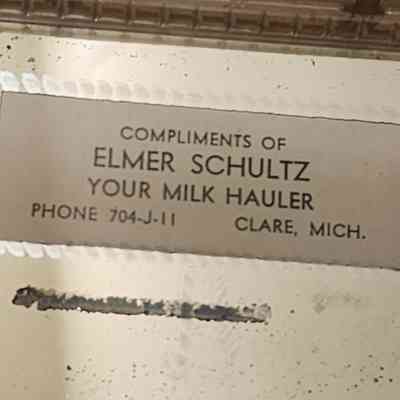 COMPLIMENTS OF
ELMER SCHULTZ
YOUR MILK HAULER
PHONE 704-J-11 CLARE, MICH.